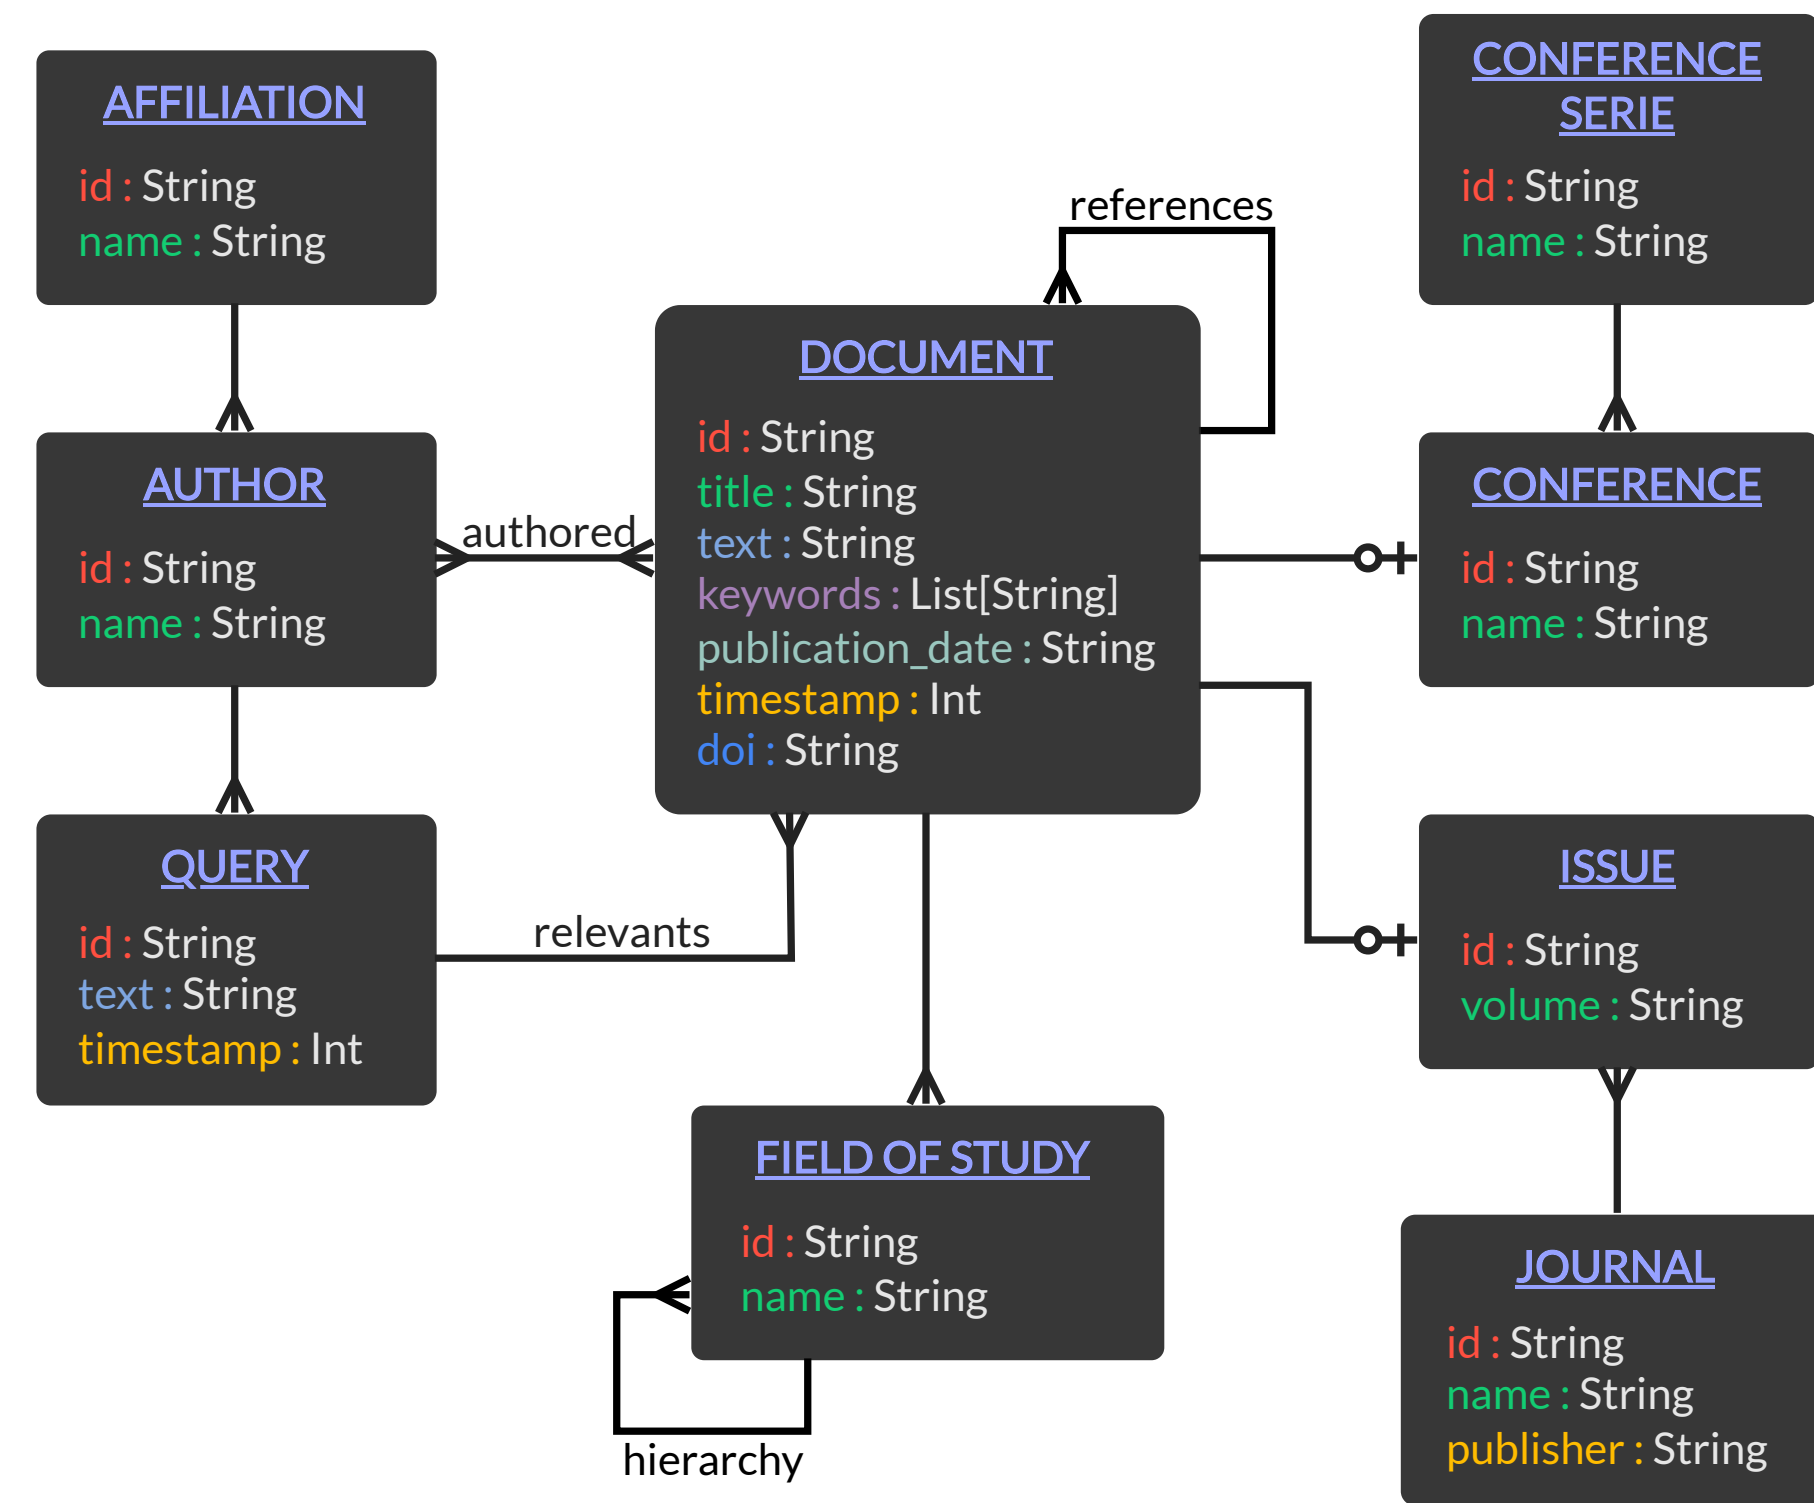 AFFILIATION
id : String
name : String
AUTHOR
id : String
name : String
authored
QUERY
id : String
text : String
timestamp : Int
relevants
references
DOCUMENT
id : String
title : String
text : String
keywords : List[String]
publication_date : String
timestamp : Int
doi : String
FIELD OF STUDY
id : String
name : String
hierarchy
CONFERENCE
SERIE
id : String
name : String
CONFERENCE
id : String
name : String
ISSUE
id : String
volume : String
JOURNAL
id : String
name : String
publisher : String